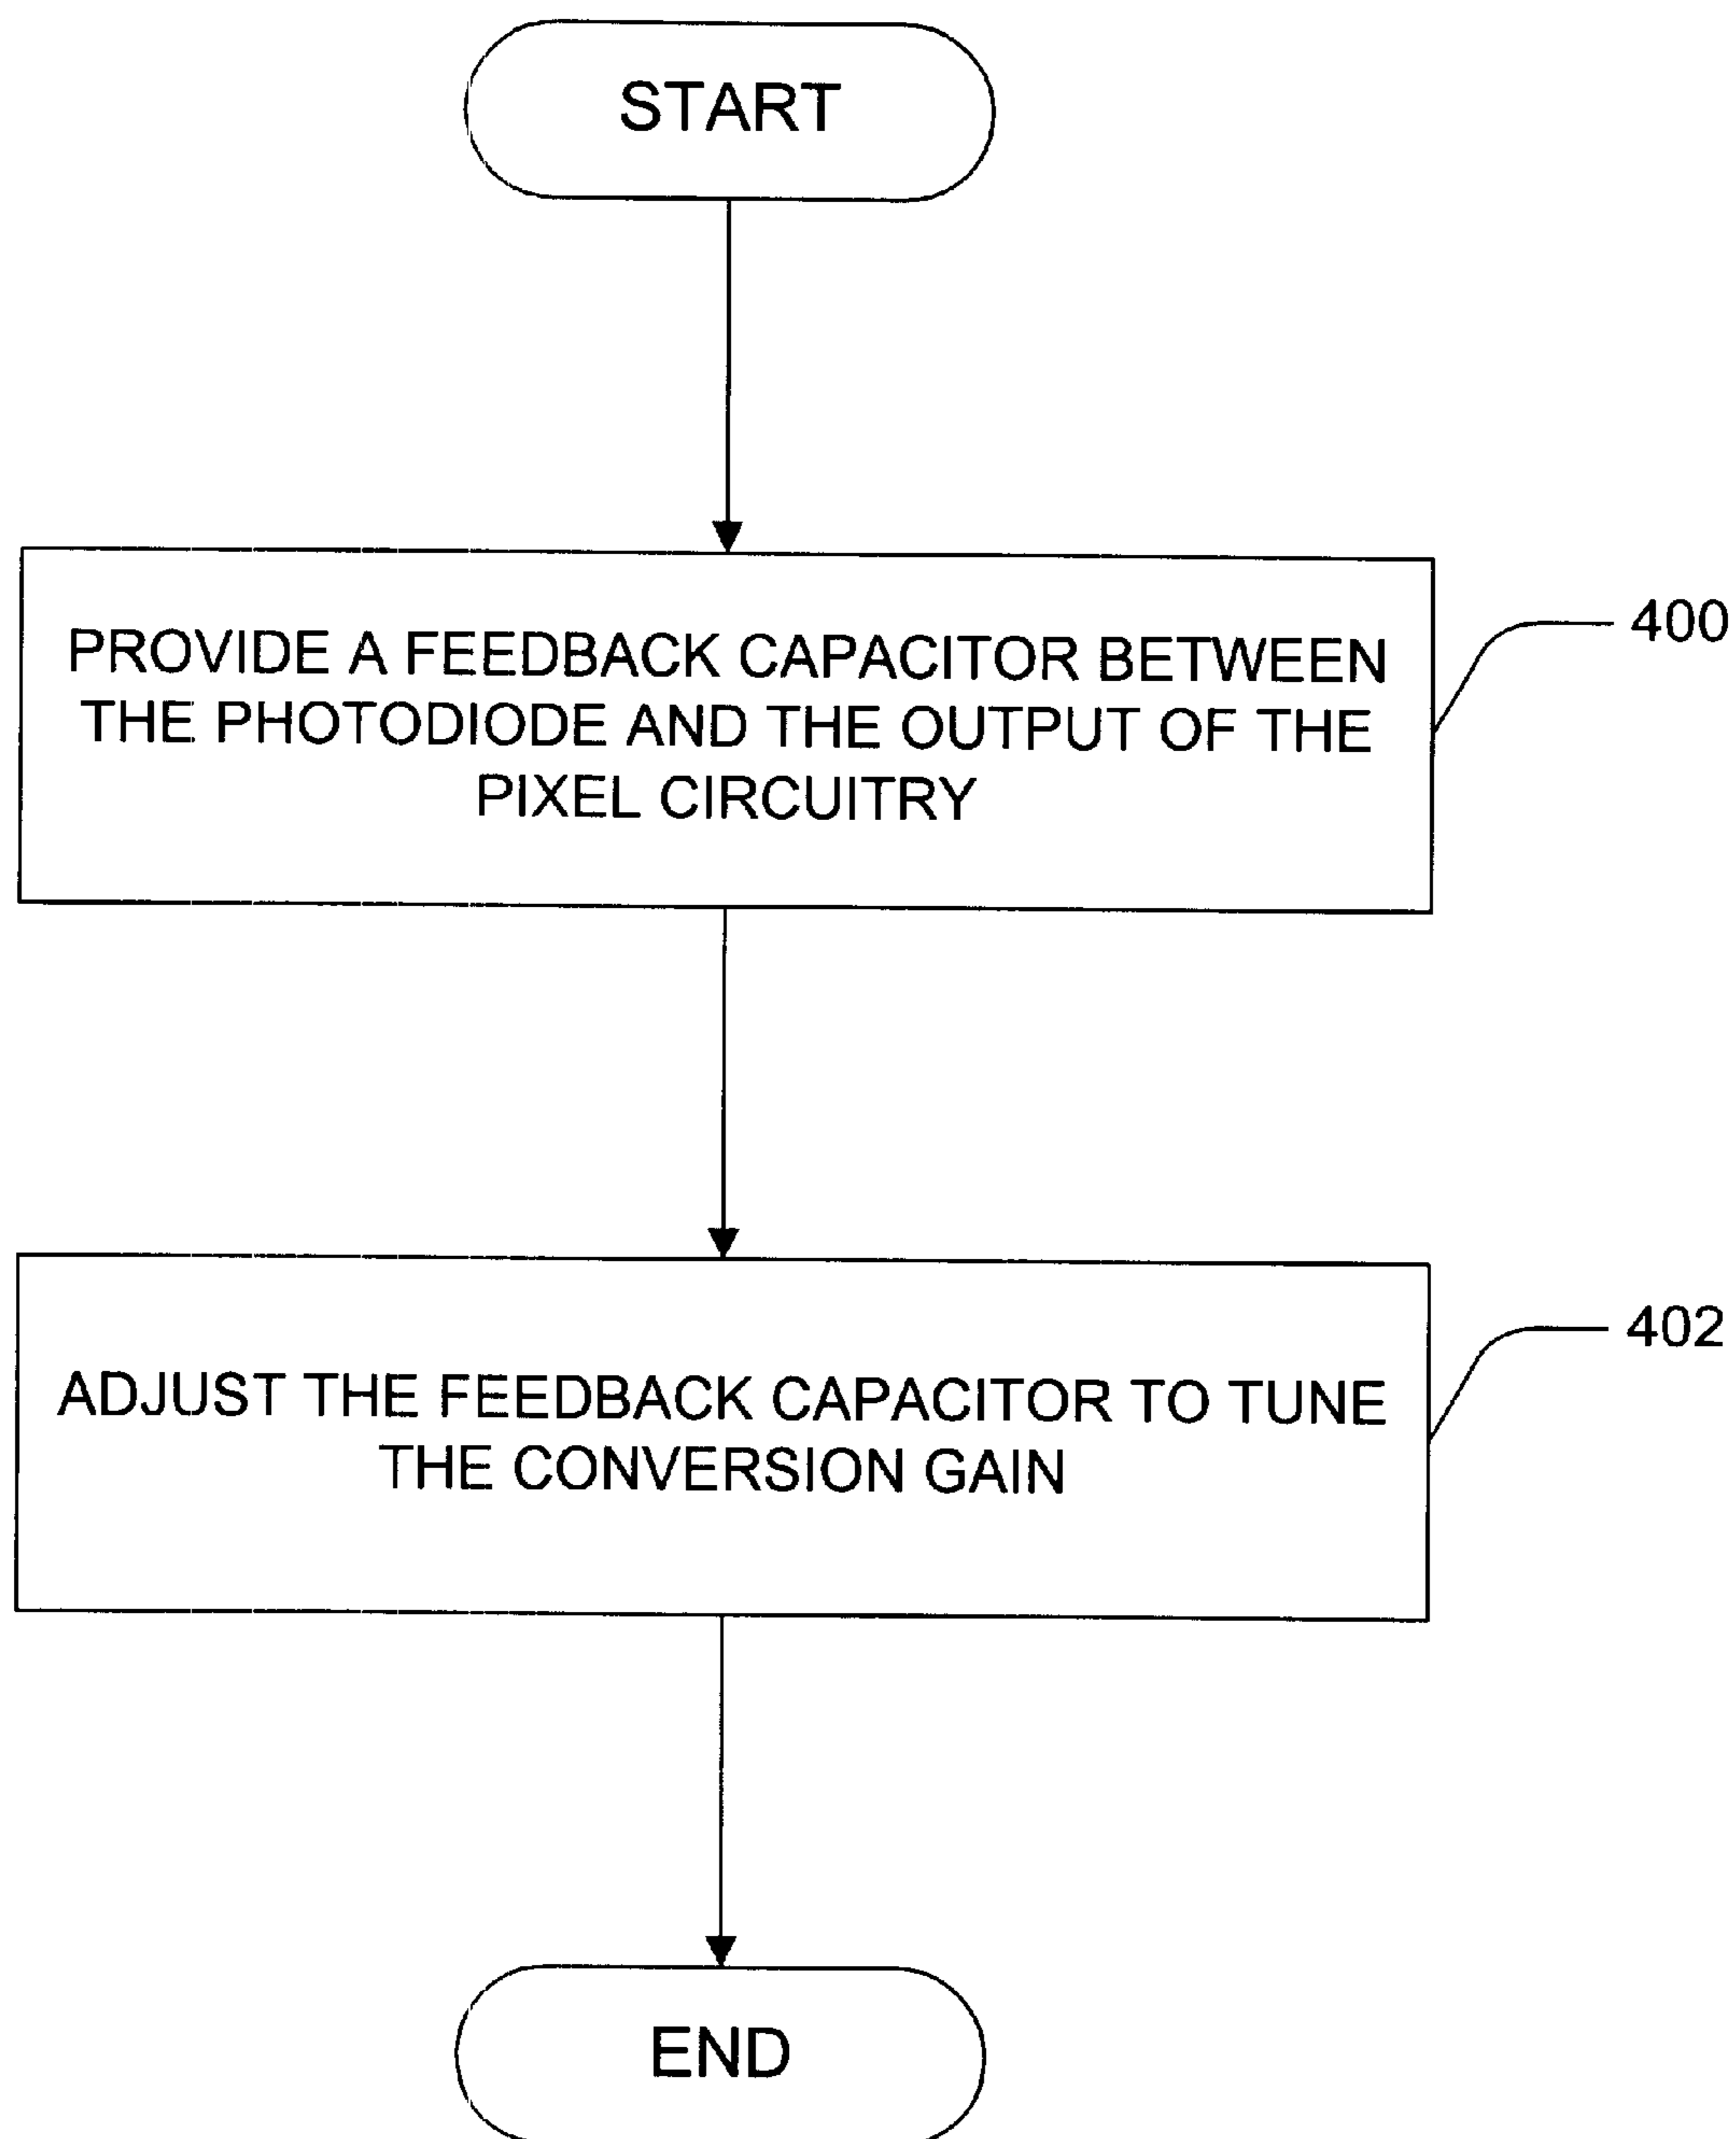 START
PROVIDE A FEEDBACK CAPACITOR BETWEEN
THE PHOTODIODE AND THE OUTPUT OF THE
PIXEL CIRCUITRY
400
ADJUST THE FEEDBACK CAPACITOR TO TUNE
THE CONVERSION GAIN
402
END